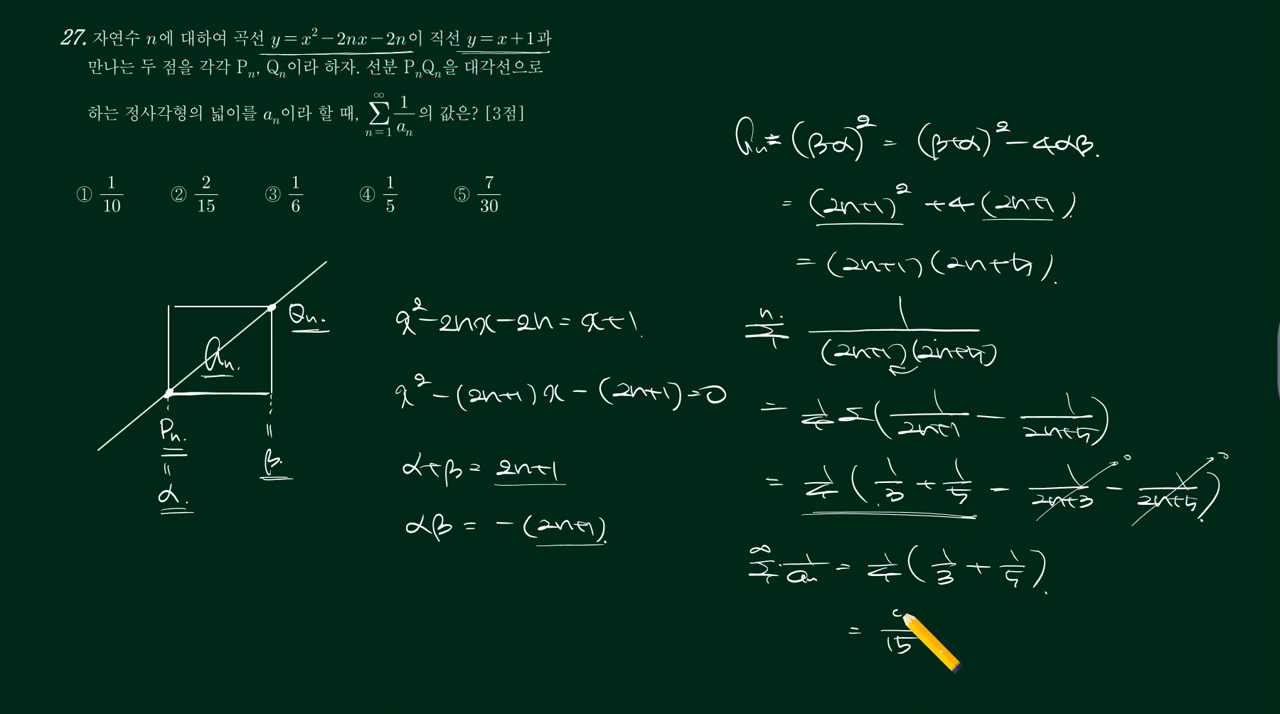 27. 자연수 n에 대하여 곡선 y=x²−2nx−2n이 직선 y=x+1과
만나는 두 점을 각각 Pₙ, Qₙ이라 하자. 선분 PₙQₙ을 대각선으로
하는 정사각형의 넓이를 aₙ이라 할 때, ∑_{n=1}^{∞} 1/aₙ 의 값은? [3점]
① 1/10 ② 2/15 ③ 1/6 ④ 1/5 ⑤ 7/30
Qₙ.
aₙ.
Pₙ.
=
α.
=
β.
x²−2nx−2n=x+1.
x²−(2n+1)x−(2n+1)=0
α+β=2n+1
αβ=−(2n+1).
aₙ=(β−α)²=(β+α)²−4αβ.
=(2n+1)²+4(2n+1).
=(2n+1)(2n+5).
∑_{1}^{n} 1/((2n+1)(2n+5))
=1/4 ∑(1/(2n+1)−1/(2n+5))
=1/4(1/3+1/5−1/(2n+3)−1/(2n+5))
0 0
∑_{1}^{∞} 1/aₙ=1/4(1/3+1/5).
= /15